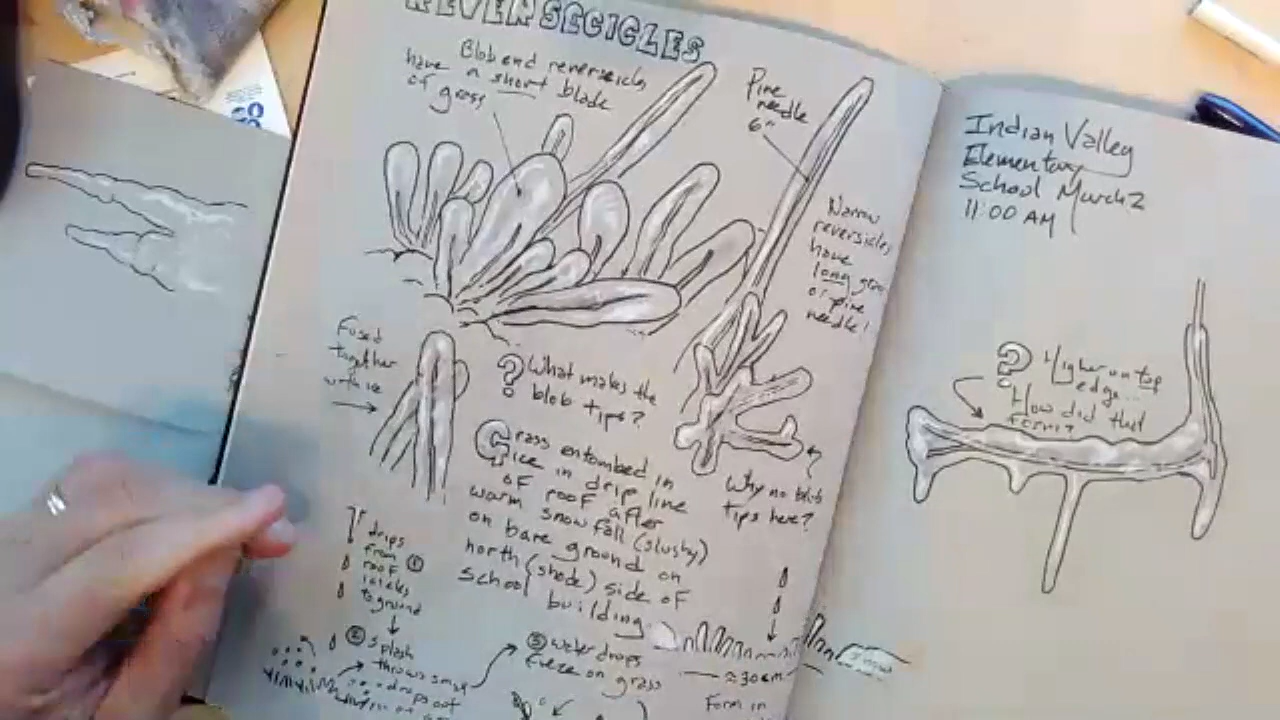 REVERSECICLES
Blob end reversicles
have a short blade
of grass
Pine
needle
6"
Narrow
reversicles
have
long grass
or pine
needle!
Fused
together
with ice
? What makes the
blob tips?
Grass entombed in
ice in drip line
of roof after
warm snowfall (slushy)
on bare ground on
north (shade) side of
school building
Why no blob
tips here?
drips
from ①
roof
icicles
to ground
② splash
throws small
drops out
③ water drops
freeze on grass
≈30cm
Form in
snow
Indian Valley
Elementary
School March 2
11:00 AM
? Higher on top
edge...
How did that
form?